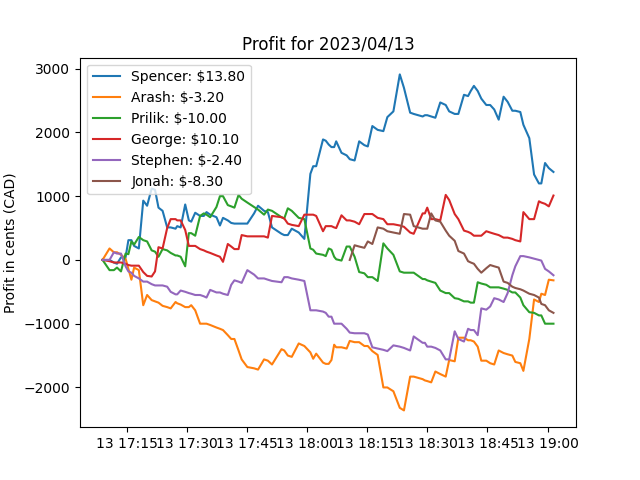 Profit for 2023/04/13
Profit in cents (CAD)
3000
2000
1000
0
−1000
−2000
Spencer: $13.80
Arash: $-3.20
Prilik: $-10.00
George: $10.10
Stephen: $-2.40
Jonah: $-8.30
13 17:15 13 17:30 13 17:45 13 18:00 13 18:15 13 18:30 13 18:45 13 19:00